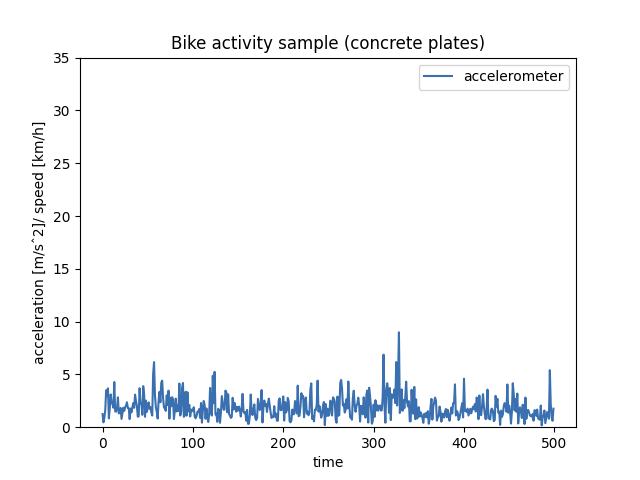 Bike activity sample (concrete plates)
accelerometer
35
30
25
20
15
10
5
0
acceleration [m/sˆ2]/ speed [km/h]
0 100 200 300 400 500
time